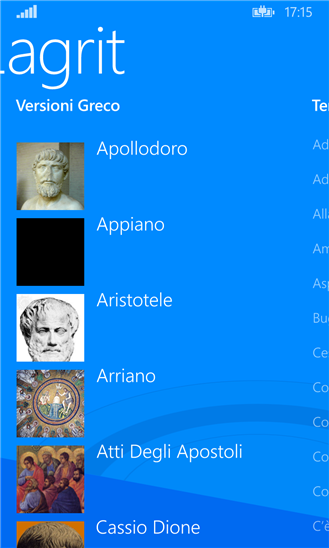 17:15
Lagrit
Versioni Greco
Apollodoro
Appiano
Aristotele
Arriano
Atti Degli Apostoli
Cassio Dione
Te
Ad
Ad
Alla
Am
Asp
Bu
Ce
Co
Co
Co
Co
C'è